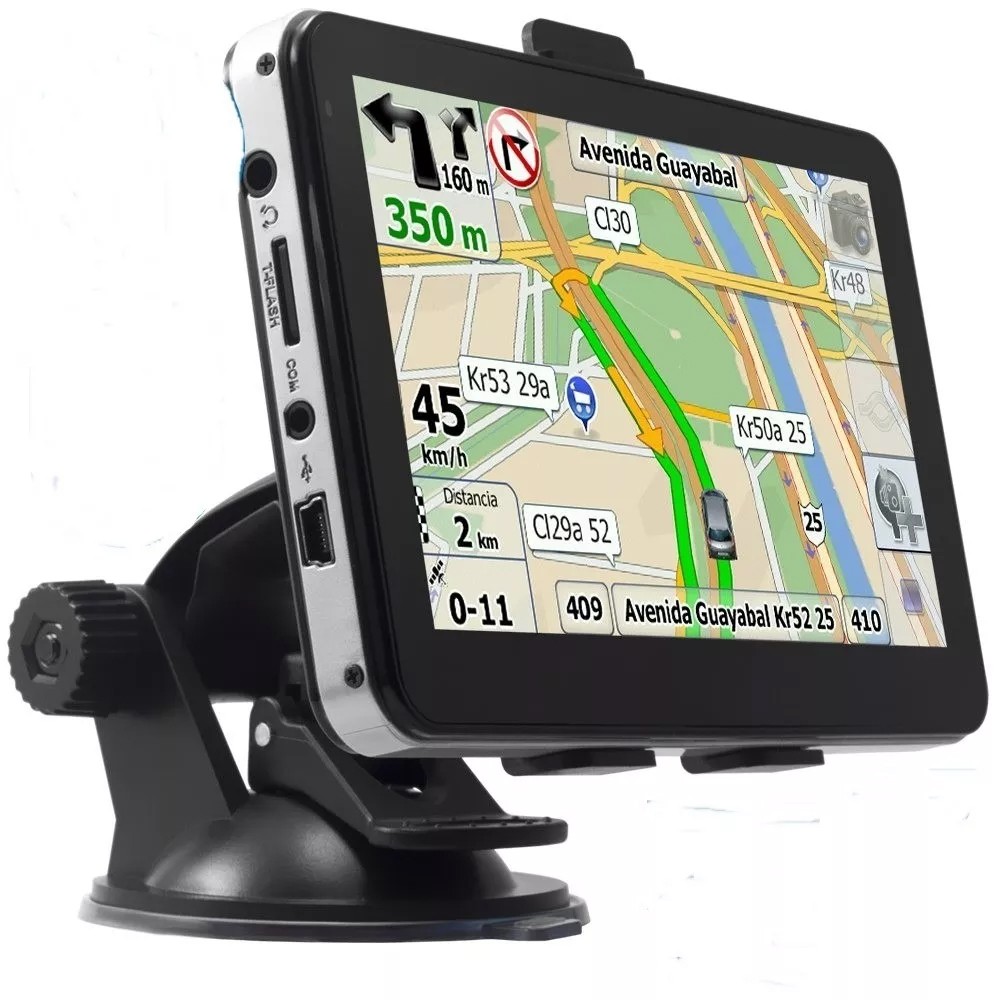 160 m
350 m
Avenida Guayabal
Cl30
Kr48
Kr53 29a
45
km/h
Kr50a 25
25
Distancia
2 km
Cl29a 52
0-11
409
Avenida Guayabal Kr52 25
410
T-FLASH
COM